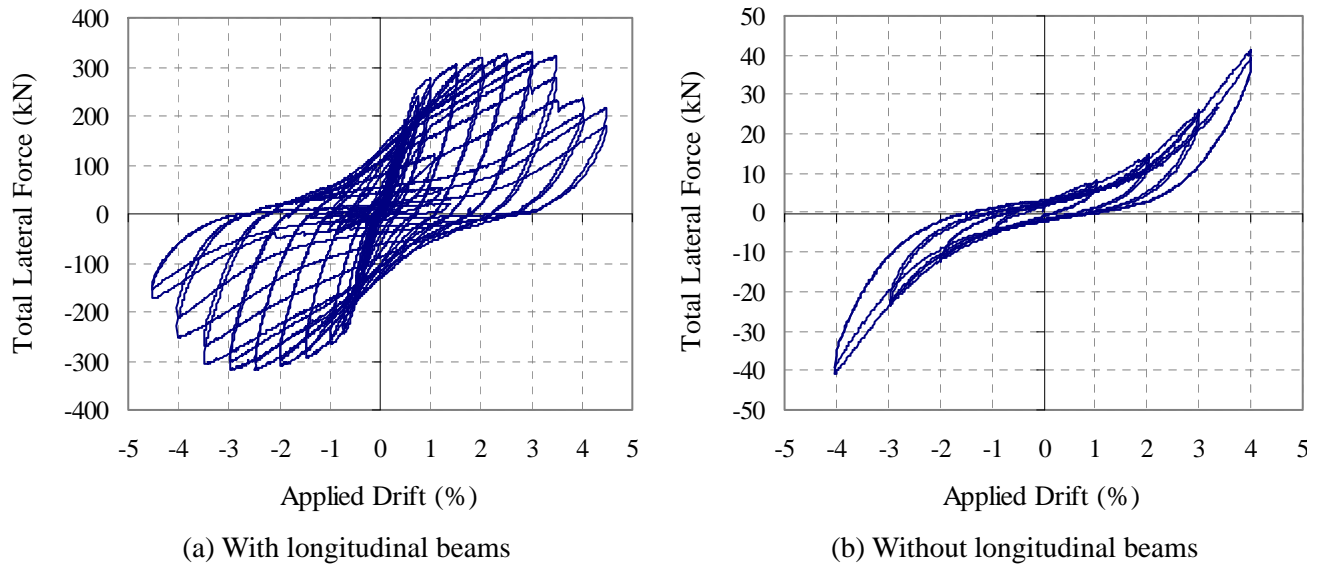 Total Lateral Force (kN)
400
300
200
100
0
-100
-200
-300
-400
-5 -4 -3 -2 -1 0 1 2 3 4 5
Applied Drift (%)
(a) With longitudinal beams
Total Lateral Force (kN)
50
40
30
20
10
0
-10
-20
-30
-40
-50
-5 -4 -3 -2 -1 0 1 2 3 4 5
Applied Drift (%)
(b) Without longitudinal beams